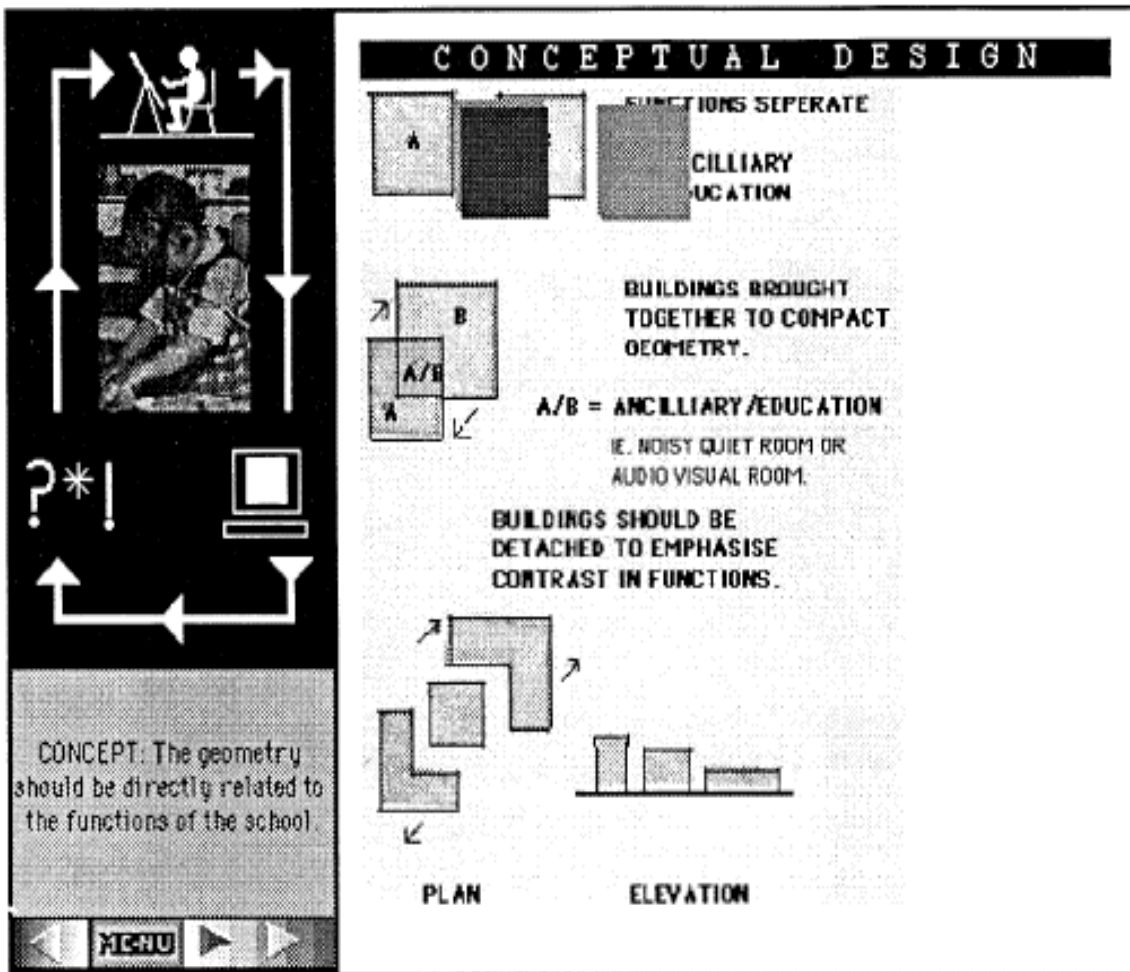 CONCEPTUAL DESIGN
A
FUNCTIONS SEPERATE
CILLIARY
UCATION
B
A/B
A
BUILDINGS BROUGHT
TOGETHER TO COMPACT
GEOMETRY.
A/B = ANCILLIARY/EDUCATION
IE. NOISY QUIET ROOM OR
AUDIO VISUAL ROOM.
BUILDINGS SHOULD BE
DETACHED TO EMPHASISE
CONTRAST IN FUNCTIONS.
PLAN
ELEVATION
?*!
CONCEPT: The geometry
should be directly related to
the functions of the school.
MENU